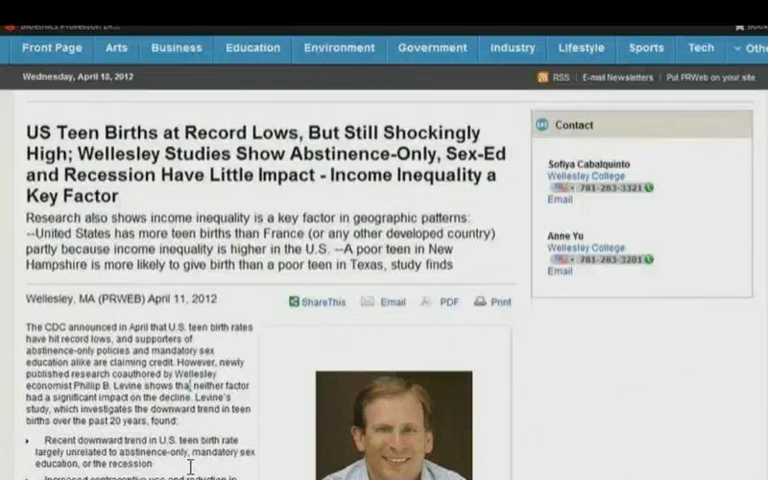 Front Page Arts Business Education Environment Government Industry Lifestyle Sports Tech
Wednesday, April 18, 2012 RSS E-mail Newsletters Put PRWeb on your site
US Teen Births at Record Lows, But Still Shockingly
High; Wellesley Studies Show Abstinence-Only, Sex-Ed
and Recession Have Little Impact - Income Inequality a
Key Factor
Research also shows income inequality is a key factor in geographic patterns:
--United States has more teen births than France (or any other developed country)
partly because income inequality is higher in the U.S. --A poor teen in New
Hampshire is more likely to give birth than a poor teen in Texas, study finds
Wellesley, MA (PRWEB) April 11, 2012
ShareThis Email PDF Print
The CDC announced in April that U.S. teen birth rates
have hit record lows, and supporters of
abstinence-only policies and mandatory sex
education alike are claiming credit. However, newly
published research coauthored by Wellesley
economist Phillip B. Levine shows that neither factor
had a significant impact on the decline. Levine's
study, which investigates the downward trend in teen
births over the past 20 years, found:
Recent downward trend in U.S. teen birth rate
largely unrelated to abstinence-only, mandatory sex
education, or the recession
Contact
Sofiya Cabalquinto
Wellesley College
781-283-3321
Email
Anne Yu
Wellesley College
781-283-3201
Email